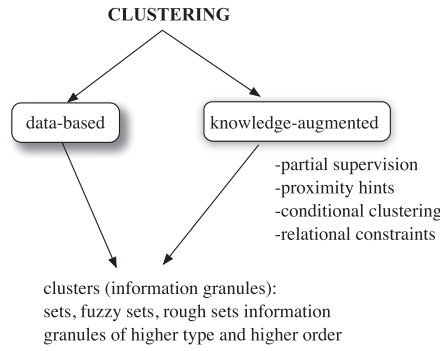 CLUSTERING
data-based
knowledge-augmented
-partial supervision
-proximity hints
-conditional clustering
-relational constraints
clusters (information granules):
sets, fuzzy sets, rough sets information
granules of higher type and higher order